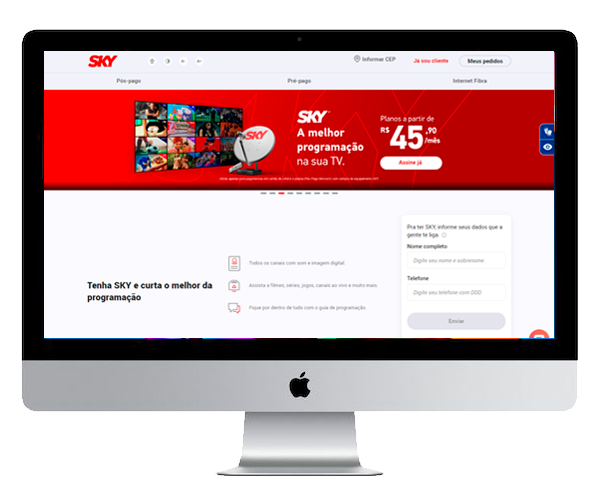 SKY
Informar CEP
Já sou cliente
Meus pedidos
Pós-pago
Pré-pago
Internet Fibra
SKY
SKY
A melhor
programação
na sua TV.
Planos a partir de
R$ 45,90
/mês
Assine já
Pra ter SKY, informe seus dados que a
gente te liga.
Nome completo
Digite seu nome e sobrenome
Telefone
Digite seu telefone com DDD
Enviar
Tenha SKY e curta o melhor da
programação
Todos os canais com som e imagem digital.
Assista a filmes, séries, jogos, canais ao vivo e muito mais.
Fique por dentro de tudo com o guia de programação.